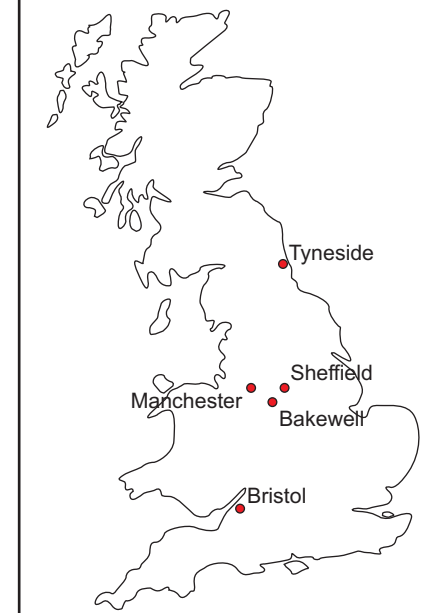 Tyneside
Sheffield
Manchester
Bakewell
Bristol